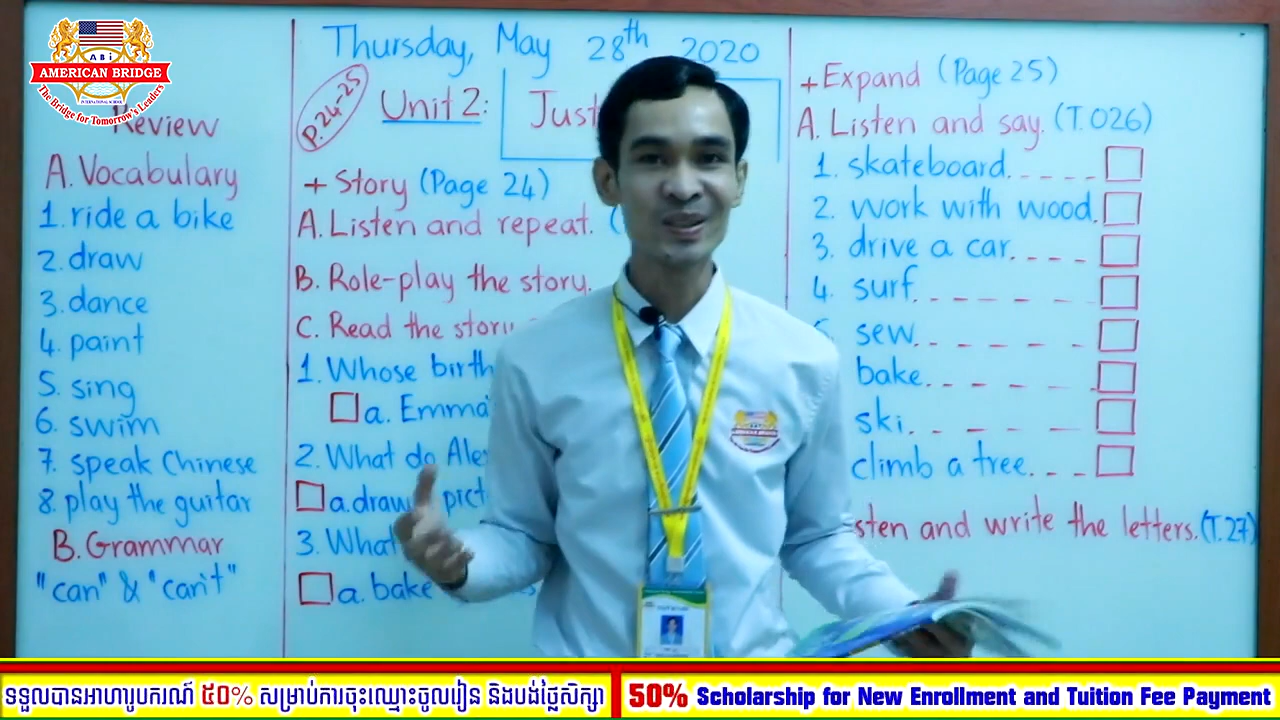 ABi
AMERICAN BRIDGE
INTERNATIONAL SCHOOL
The Bridge for Tomorrow's Leaders
Review
A. Vocabulary
1. ride a bike
2. draw
3. dance
4. paint
5. sing
6. swim
7. speak Chinese
8. play the guitar
B. Grammar
"can" & "can't"
Thursday, May 28th 2020
P.24-25
Unit 2: Just
+ Story (Page 24)
A. Listen and repeat. (
B. Role-play the story.
C. Read the story
1. Whose birth
a. Emma
2. What do Ale
a. draw pict
3. What
a. bake
+ Expand (Page 25)
A. Listen and say. (T.026)
1. skateboard.
2. work with wood.
3. drive a car.
4. surf.
sew.
bake.
ski.
climb a tree.
sten and write the letters. (T.27)
AMERICAN BRIDGE
ទទួលបានអាហារូបករណ៍ ៥០% សម្រាប់ការចុះឈ្មោះចូលរៀន និងបង់ថ្លៃសិក្សា
50% Scholarship for New Enrollment and Tuition Fee Payment